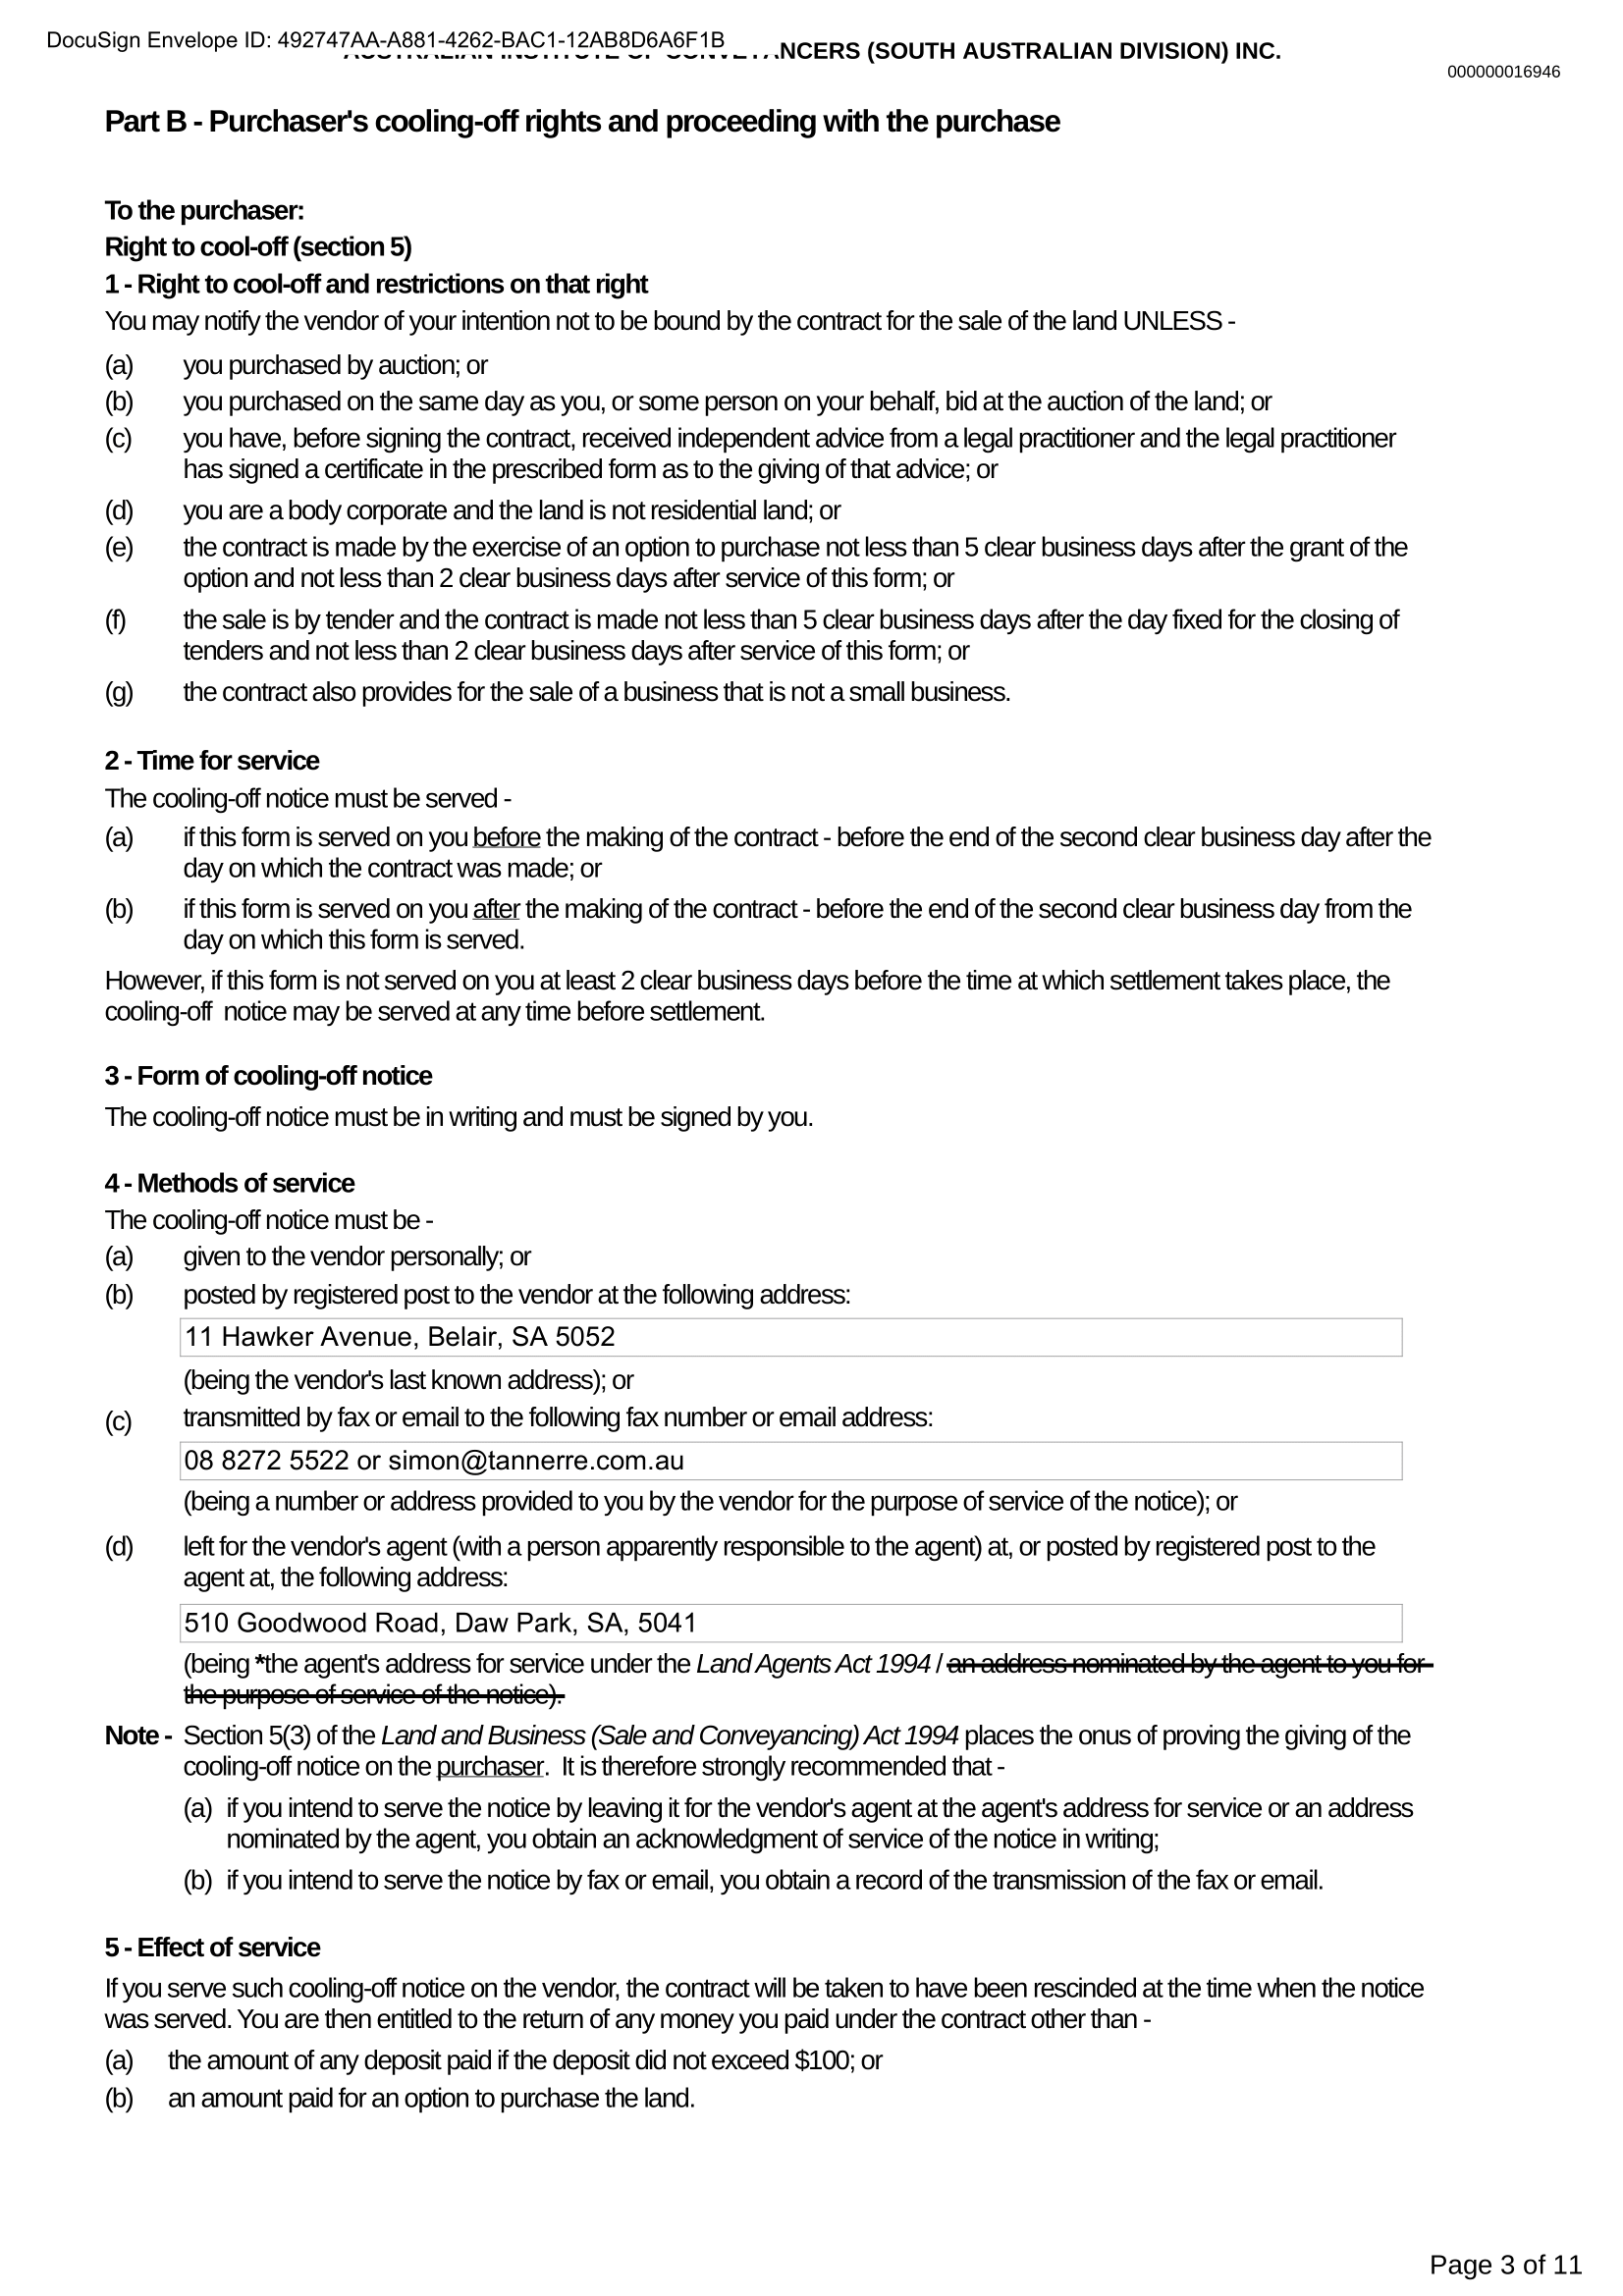 DocuSign Envelope ID: 492747AA-A881-4262-BAC1-12AB8D6A6F1B
AUSTRALIAN INSTITUTE OF CONVEYANCERS (SOUTH AUSTRALIAN DIVISION) INC.
000000016946
Part B - Purchaser's cooling-off rights and proceeding with the purchase
To the purchaser:
Right to cool-off (section 5)
1 - Right to cool-off and restrictions on that right
You may notify the vendor of your intention not to be bound by the contract for the sale of the land UNLESS -
(a) you purchased by auction; or
(b) you purchased on the same day as you, or some person on your behalf, bid at the auction of the land; or
(c) you have, before signing the contract, received independent advice from a legal practitioner and the legal practitioner
has signed a certificate in the prescribed form as to the giving of that advice; or
(d) you are a body corporate and the land is not residential land; or
(e) the contract is made by the exercise of an option to purchase not less than 5 clear business days after the grant of the
option and not less than 2 clear business days after service of this form; or
(f) the sale is by tender and the contract is made not less than 5 clear business days after the day fixed for the closing of
tenders and not less than 2 clear business days after service of this form; or
(g) the contract also provides for the sale of a business that is not a small business.
2 - Time for service
The cooling-off notice must be served -
(a) if this form is served on you before the making of the contract - before the end of the second clear business day after the
day on which the contract was made; or
(b) if this form is served on you after the making of the contract - before the end of the second clear business day from the
day on which this form is served.
However, if this form is not served on you at least 2 clear business days before the time at which settlement takes place, the
cooling-off notice may be served at any time before settlement.
3 - Form of cooling-off notice
The cooling-off notice must be in writing and must be signed by you.
4 - Methods of service
The cooling-off notice must be -
(a) given to the vendor personally; or
(b) posted by registered post to the vendor at the following address:
11 Hawker Avenue, Belair, SA 5052
(being the vendor's last known address); or
(c) transmitted by fax or email to the following fax number or email address:
08 8272 5522 or simon@tannerre.com.au
(being a number or address provided to you by the vendor for the purpose of service of the notice); or
(d) left for the vendor's agent (with a person apparently responsible to the agent) at, or posted by registered post to the
agent at, the following address:
510 Goodwood Road, Daw Park, SA, 5041
(being *the agent's address for service under the Land Agents Act 1994 / an address nominated by the agent to you for
the purpose of service of the notice).
Note - Section 5(3) of the Land and Business (Sale and Conveyancing) Act 1994 places the onus of proving the giving of the
cooling-off notice on the purchaser. It is therefore strongly recommended that -
(a) if you intend to serve the notice by leaving it for the vendor's agent at the agent's address for service or an address
nominated by the agent, you obtain an acknowledgment of service of the notice in writing;
(b) if you intend to serve the notice by fax or email, you obtain a record of the transmission of the fax or email.
5 - Effect of service
If you serve such cooling-off notice on the vendor, the contract will be taken to have been rescinded at the time when the notice
was served. You are then entitled to the return of any money you paid under the contract other than -
(a) the amount of any deposit paid if the deposit did not exceed $100; or
(b) an amount paid for an option to purchase the land.
Page 3 of 11